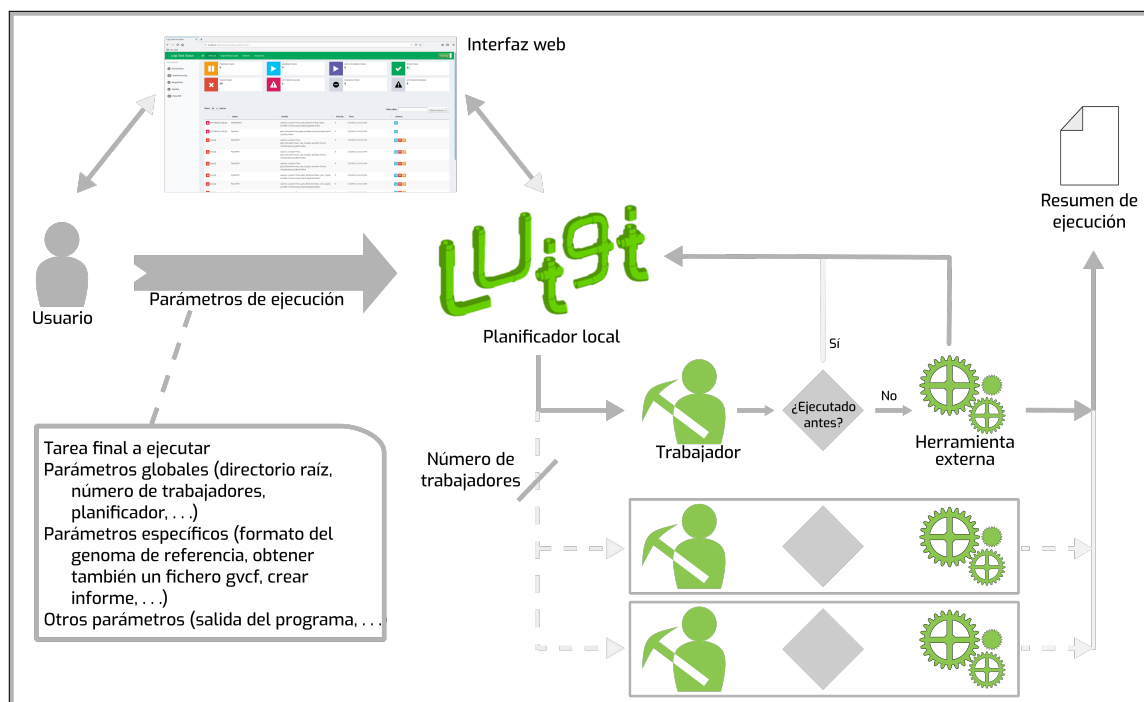 Interfaz web
Luigi
Usuario
Parámetros de ejecución
Planificador local
Resumen de
ejecución
Sí
No
¿Ejecutado
antes?
Trabajador
Herramienta
externa
Número de
trabajadores
Tarea final a ejecutar
Parámetros globales (directorio raíz,
número de trabajadores,
planificador, . . .)
Parámetros específicos (formato del
genoma de referencia, obtener
también un fichero gvcf, crear
informe, . . .)
Otros parámetros (salida del programa, . . .